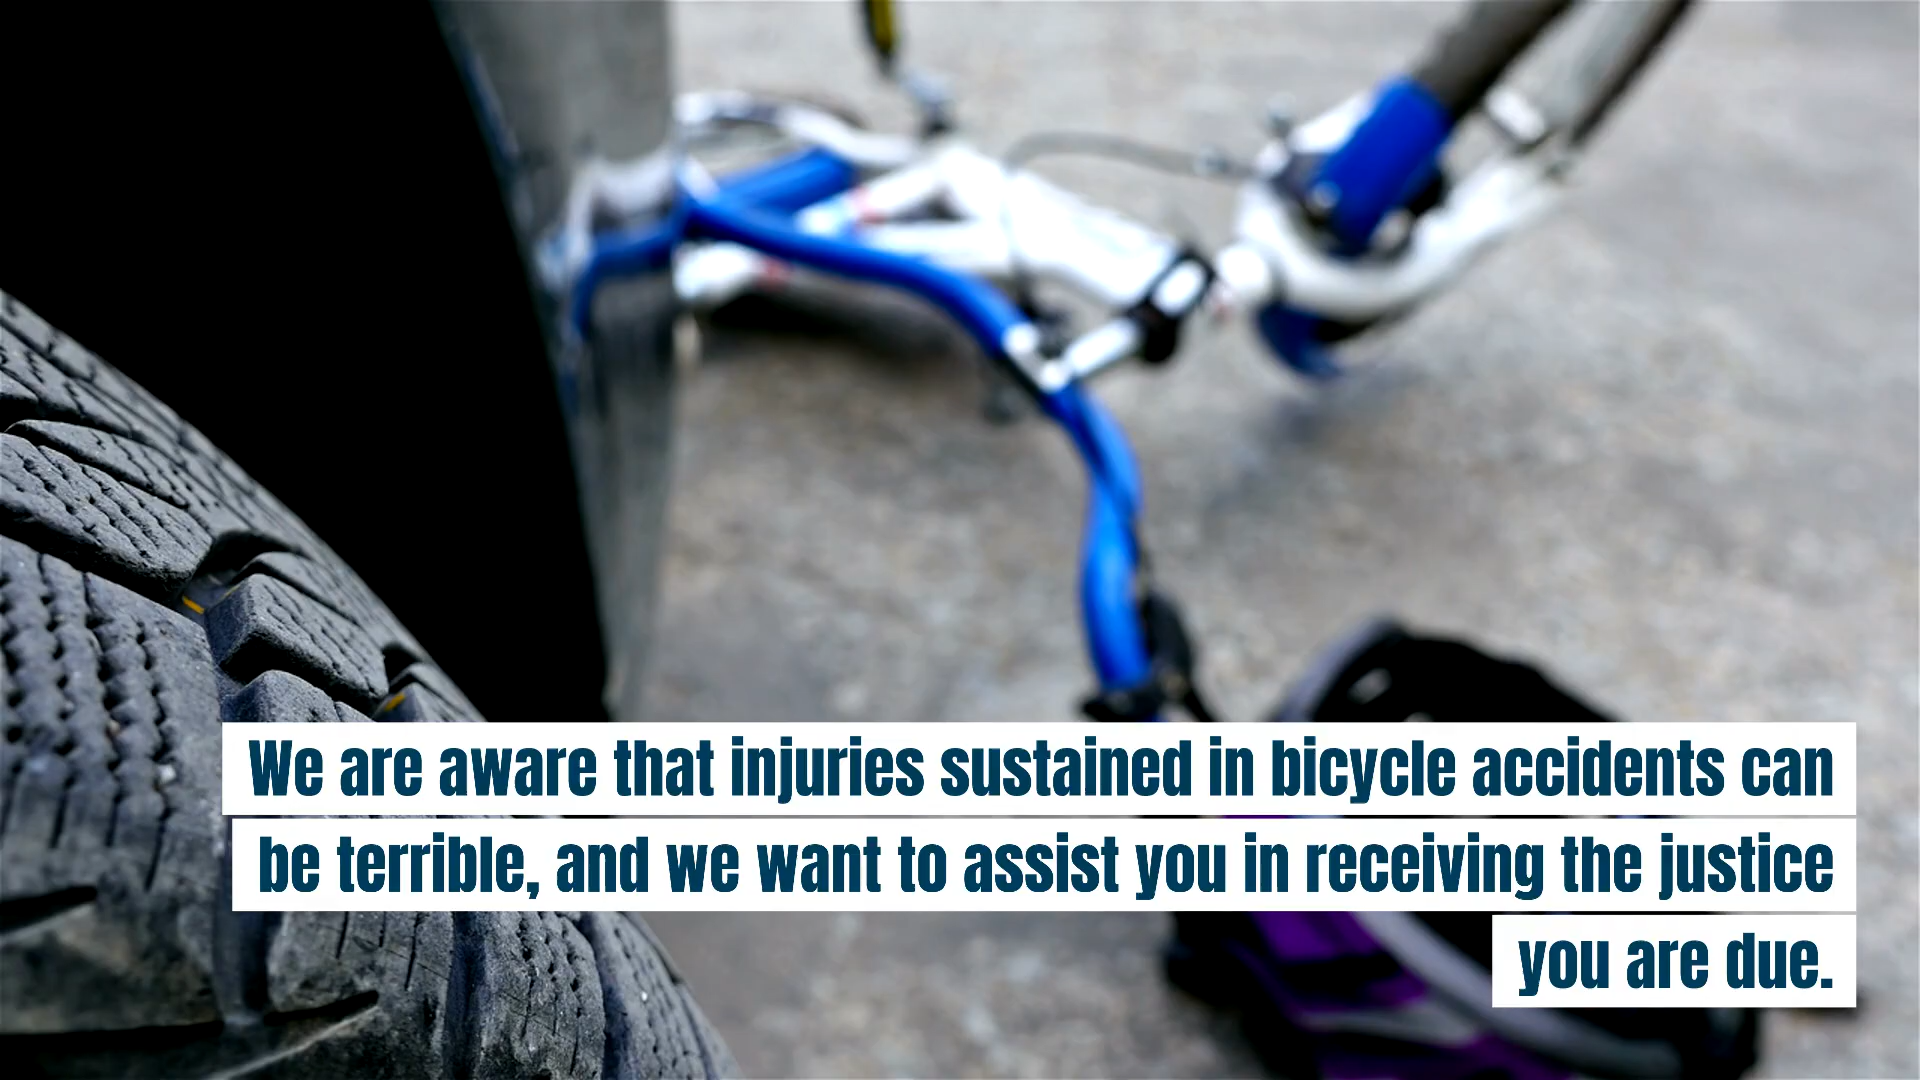 We are aware that injuries sustained in bicycle accidents can
be terrible, and we want to assist you in receiving the justice
you are due.